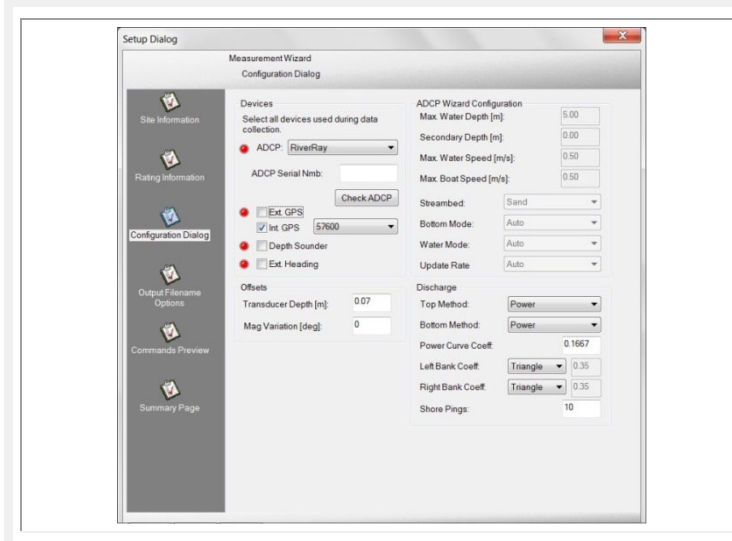 Setup Dialog
X
Measurement Wizard
Configuration Dialog
Site Information
Rating Information
Configuration Dialog
Output Filename
Options
Commands Preview
Summary Page
Devices
Select all devices used during data
collection.
ADCP: RiverRay
ADCP Serial Nmb:
Check ADCP
Ext. GPS
Int. GPS 57600
Depth Sounder
Ext. Heading
Offsets
Transducer Depth [m]: 0.07
Mag Variation [deg]: 0
ADCP Wizard Configuration
Max. Water Depth [m]: 5.00
Secondary Depth [m]: 0.00
Max. Water Speed [m/s]: 0.50
Max. Boat Speed [m/s]: 0.50
Streambed: Sand
Bottom Mode: Auto
Water Mode: Auto
Update Rate Auto
Discharge
Top Method: Power
Bottom Method: Power
Power Curve Coeff: 0.1667
Left Bank Coeff: Triangle 0.35
Right Bank Coeff: Triangle 0.35
Shore Pings: 10